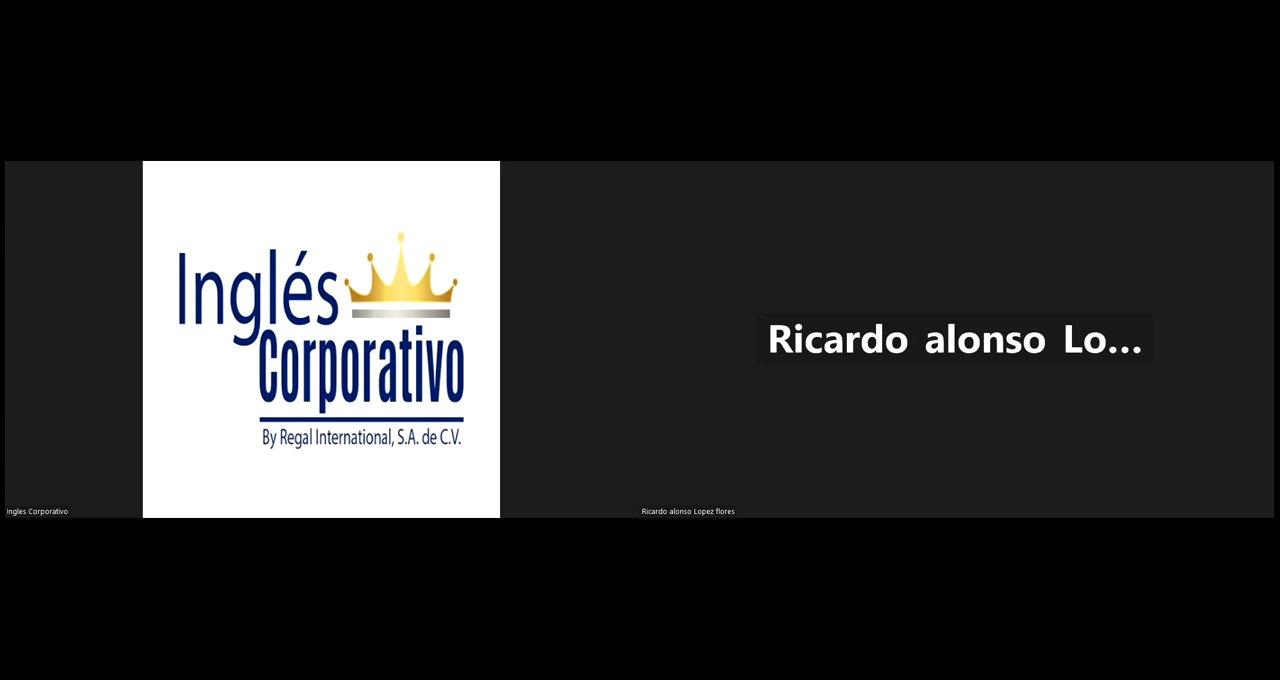 Inglés
Corporativo
By Regal International, S.A. de C.V.
Ingles Corporativo
Ricardo alonso Lo...
Ricardo alonso Lopez flores